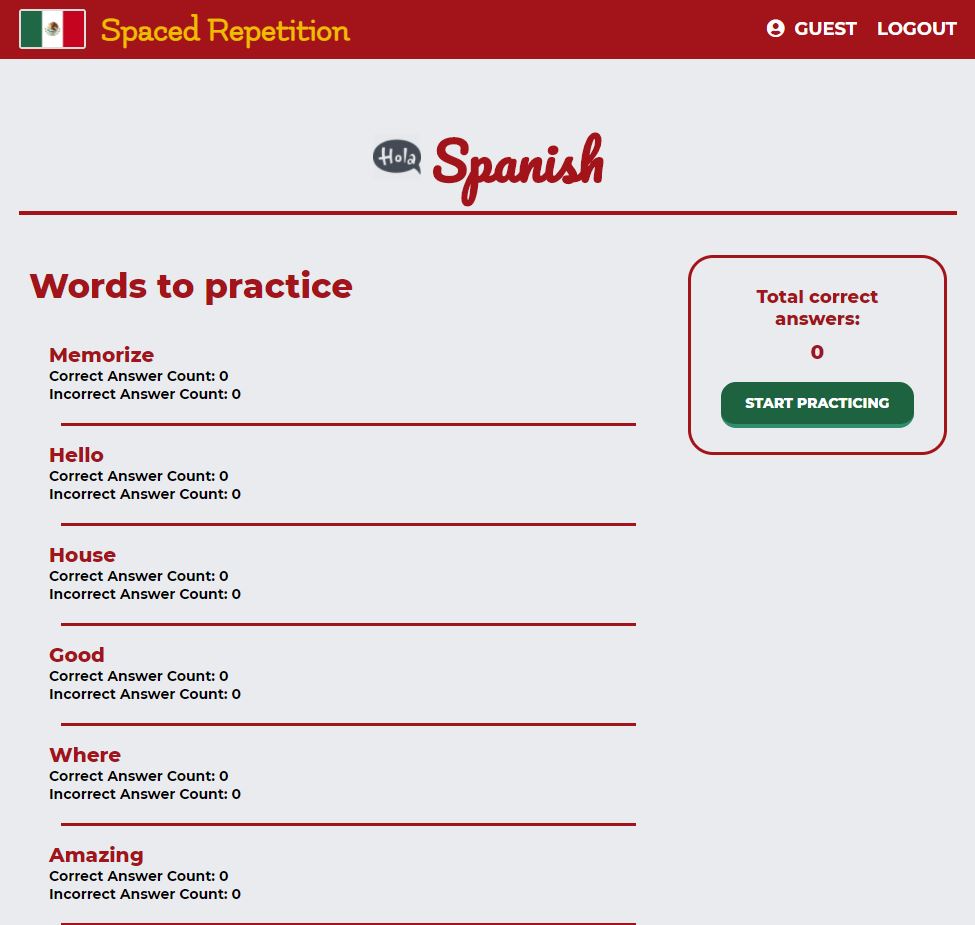 Spaced Repetition
GUEST
LOGOUT
Hola
Spanish
Words to practice
Memorize
Correct Answer Count: 0
Incorrect Answer Count: 0
Hello
Correct Answer Count: 0
Incorrect Answer Count: 0
House
Correct Answer Count: 0
Incorrect Answer Count: 0
Good
Correct Answer Count: 0
Incorrect Answer Count: 0
Where
Correct Answer Count: 0
Incorrect Answer Count: 0
Amazing
Correct Answer Count: 0
Incorrect Answer Count: 0
Total correct
answers:
0
START PRACTICING